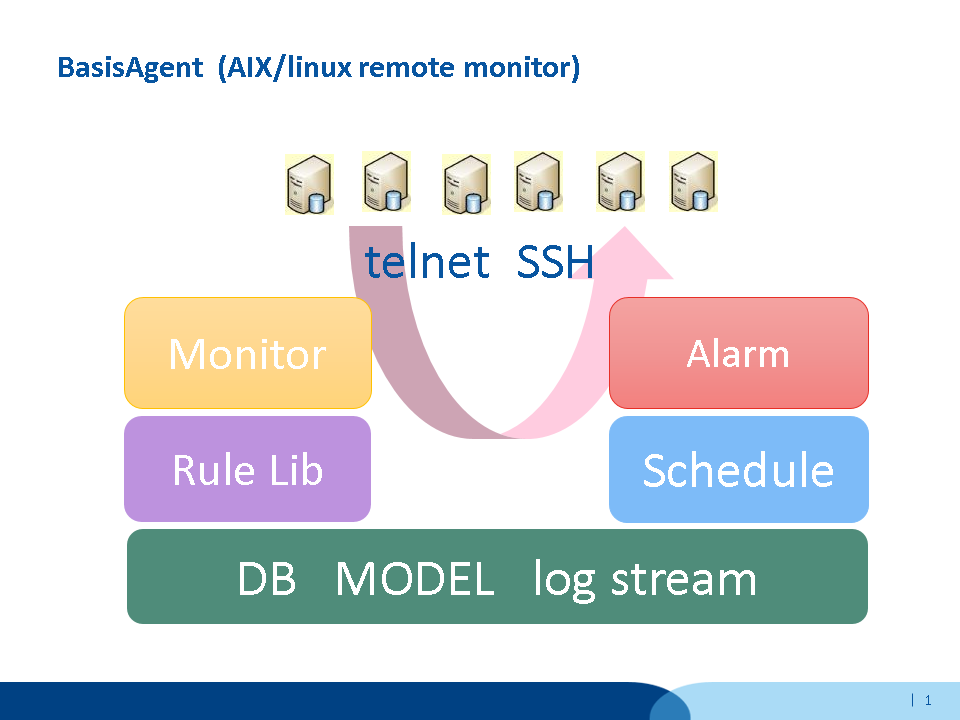 BasisAgent (AIX/linux remote monitor)
telnet SSH
Monitor
Alarm
Rule Lib
Schedule
DB MODEL log stream
| 1